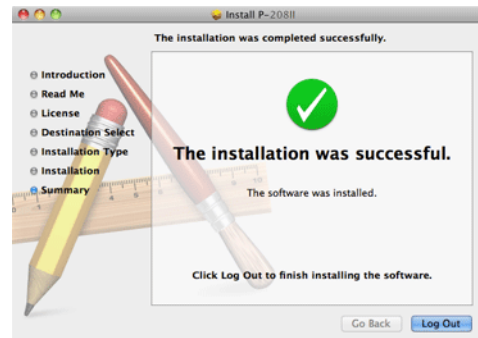 Install P-208II
The installation was completed successfully.
Introduction
Read Me
License
Destination Select
Installation Type
Installation
Summary
The installation was successful.
The software was installed.
Click Log Out to finish installing the software.
Go Back
Log Out